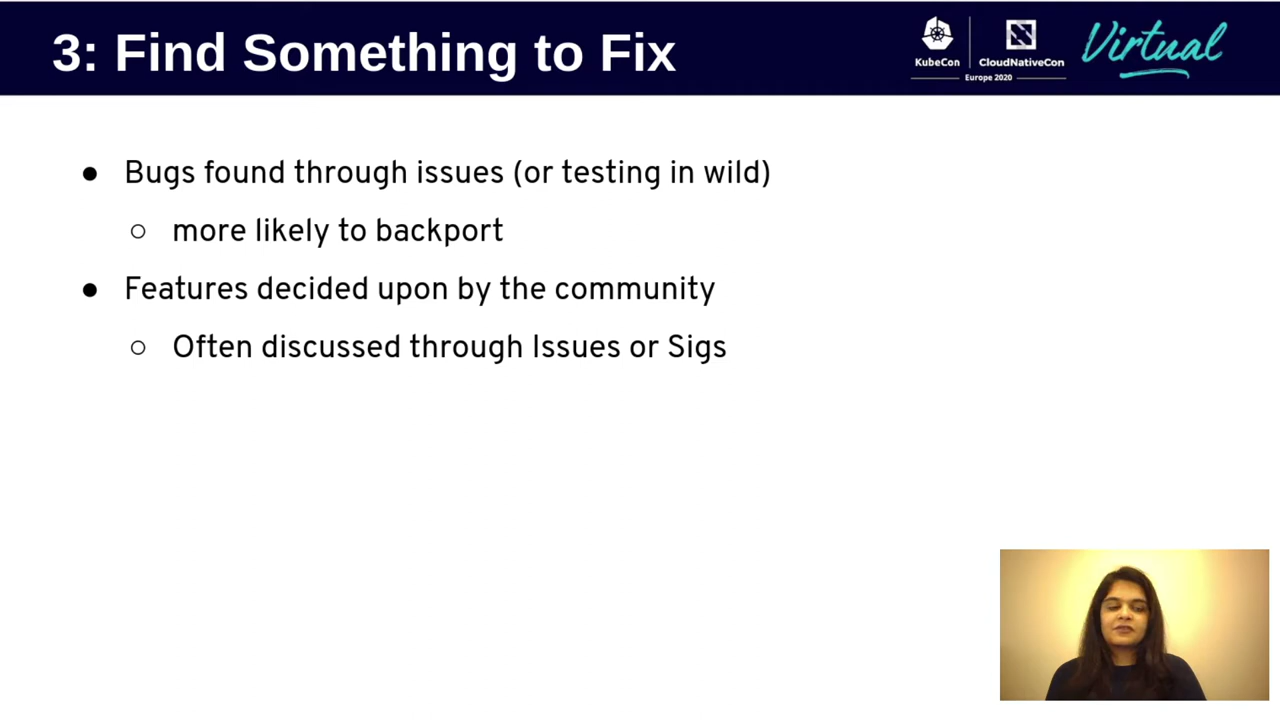 3: Find Something to Fix
KubeCon
CloudNativeCon
Europe 2020
Virtual
● Bugs found through issues (or testing in wild)
○ more likely to backport
● Features decided upon by the community
○ Often discussed through Issues or Sigs